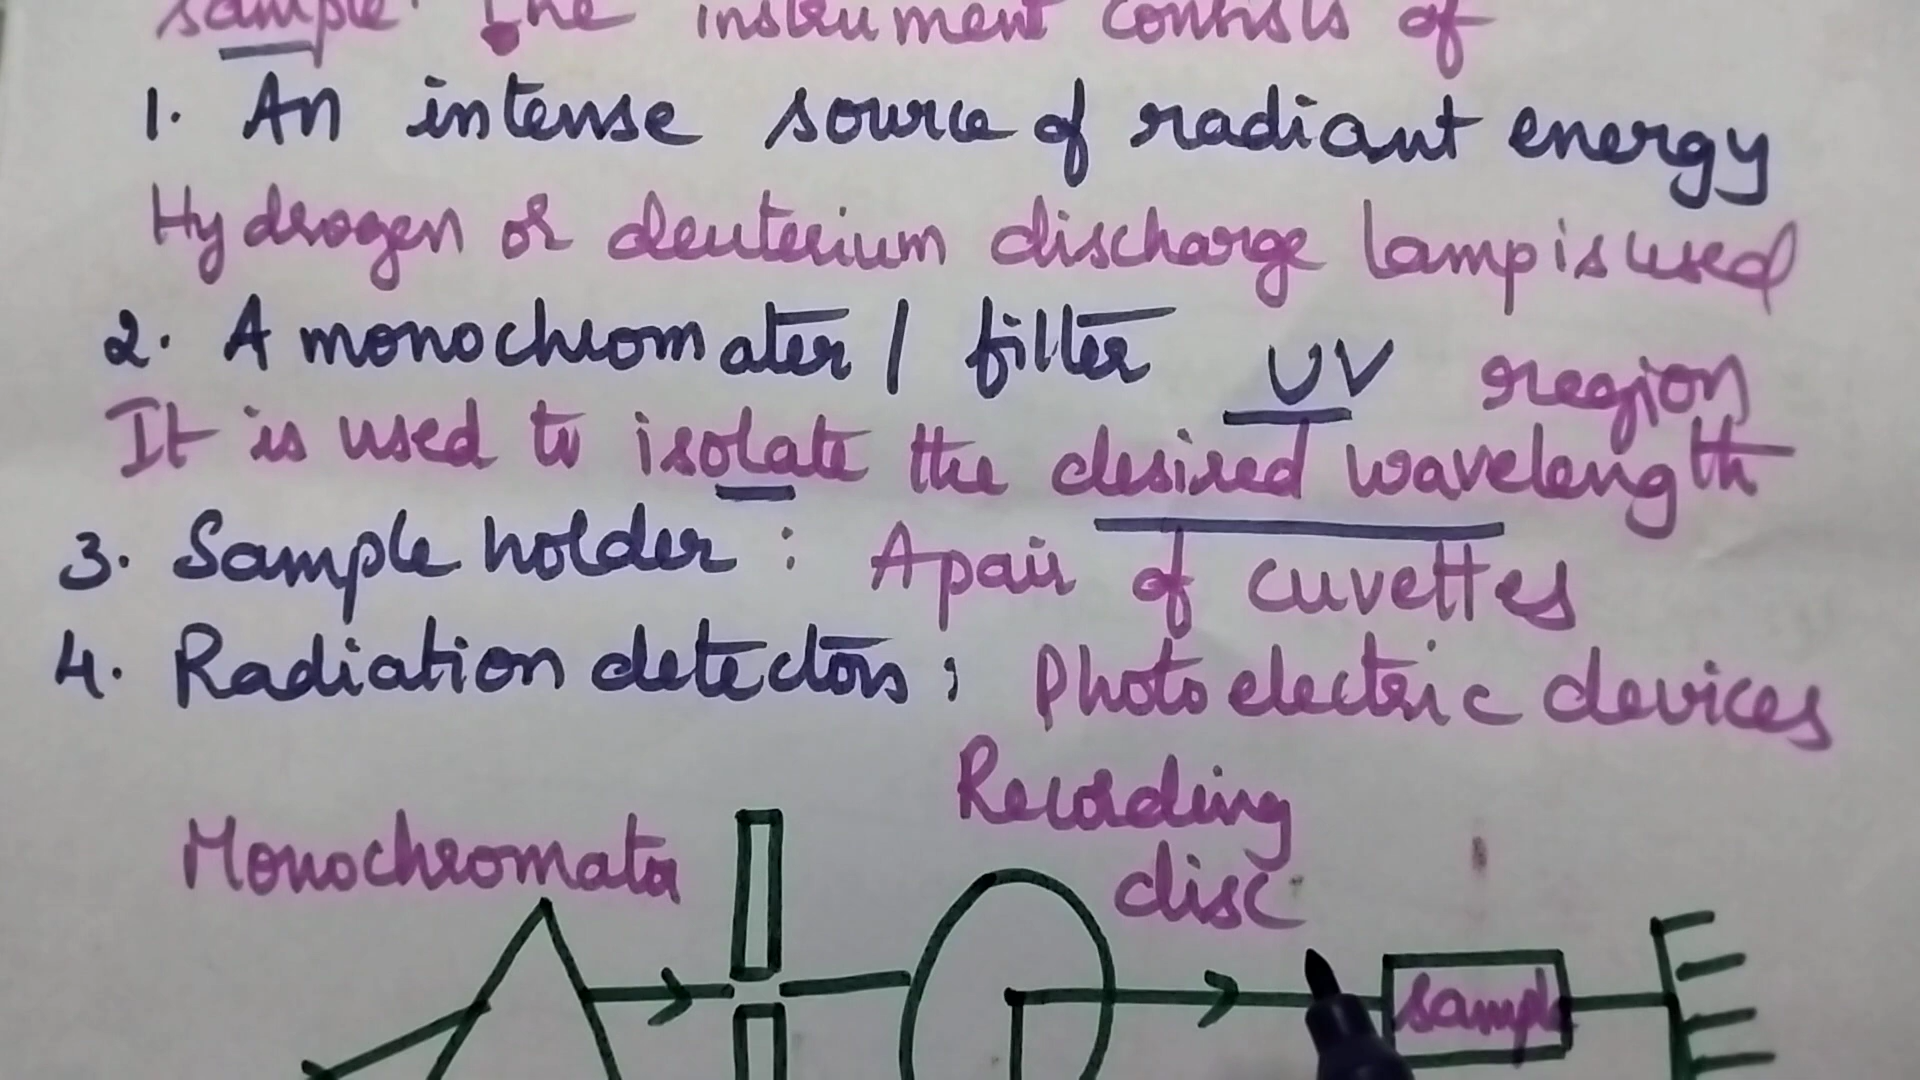 sample. The instrument consists of
1. An intense source of radiant energy
Hydrogen or deuterium discharge lamp is used
2. A monochromater / filter UV region
It is used to isolate the desired wavelength
3. Sample holder : A pair of cuvettes
4. Radiation detectors : Photo electric devices
Monochromator
Recording
disc
sample